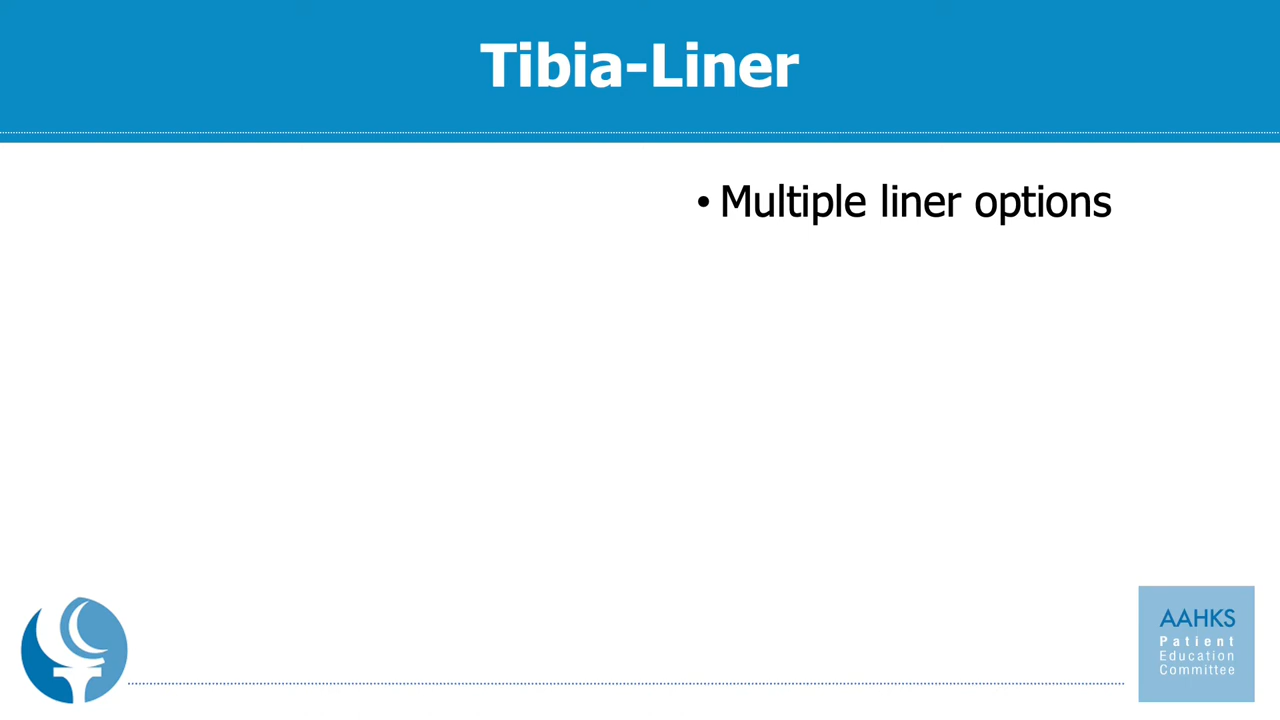 Tibia-Liner
• Multiple liner options
AAHKS
Patient
Education
Committee